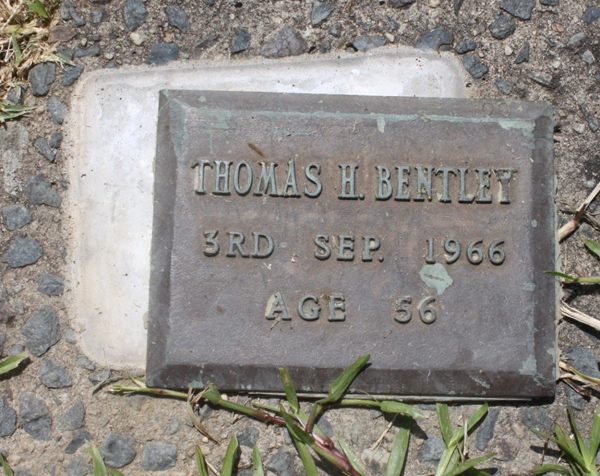 THOMAS H. BENTLEY
3RD SEP. 1966
AGE 56